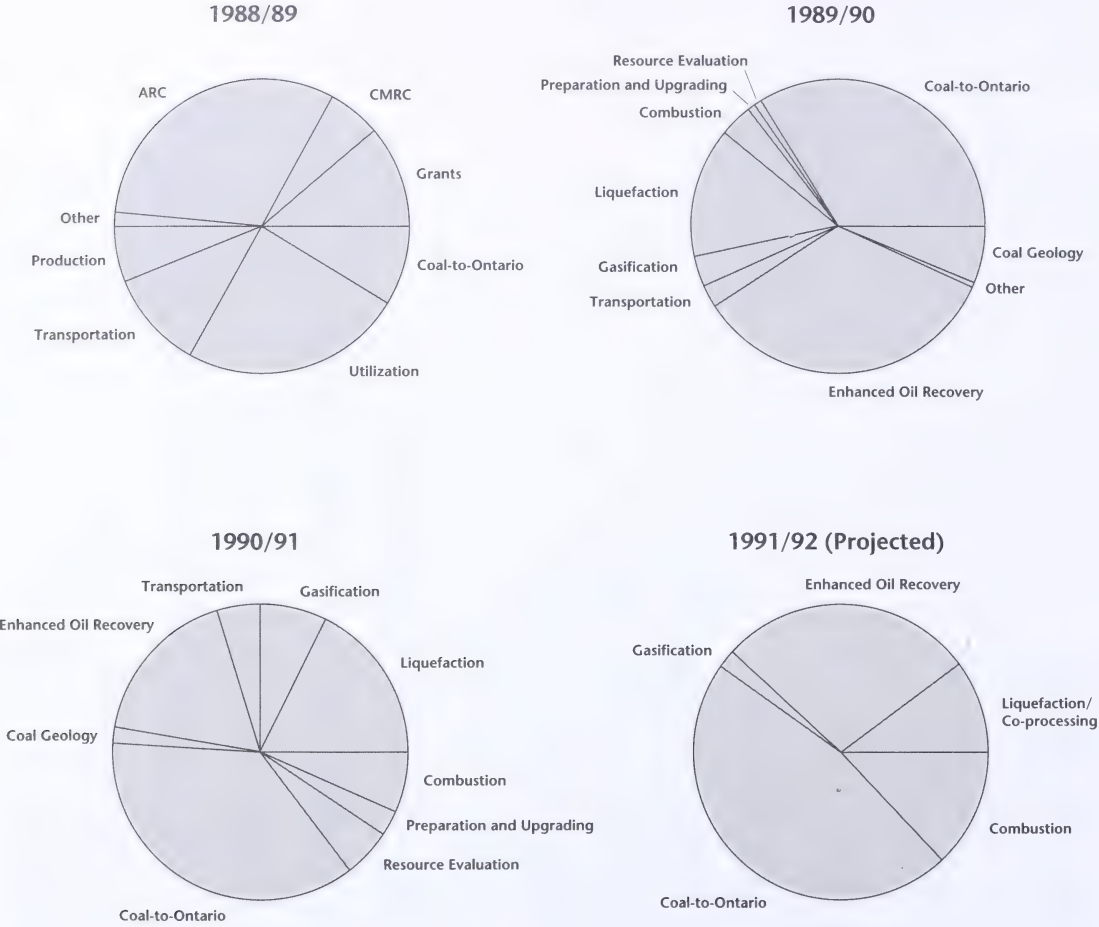 1988/89
ARC
CMRC
Grants
Other
Production
Coal-to-Ontario
Transportation
Utilization
1989/90
Resource Evaluation
Preparation and Upgrading
Combustion
Coal-to-Ontario
Liquefaction
Gasification
Transportation
Coal Geology
Other
Enhanced Oil Recovery
1990/91
Transportation
Gasification
Enhanced Oil Recovery
Liquefaction
Coal Geology
Combustion
Preparation and Upgrading
Resource Evaluation
Coal-to-Ontario
1991/92 (Projected)
Enhanced Oil Recovery
Gasification
Liquefaction/
Co-processing
Combustion
Coal-to-Ontario